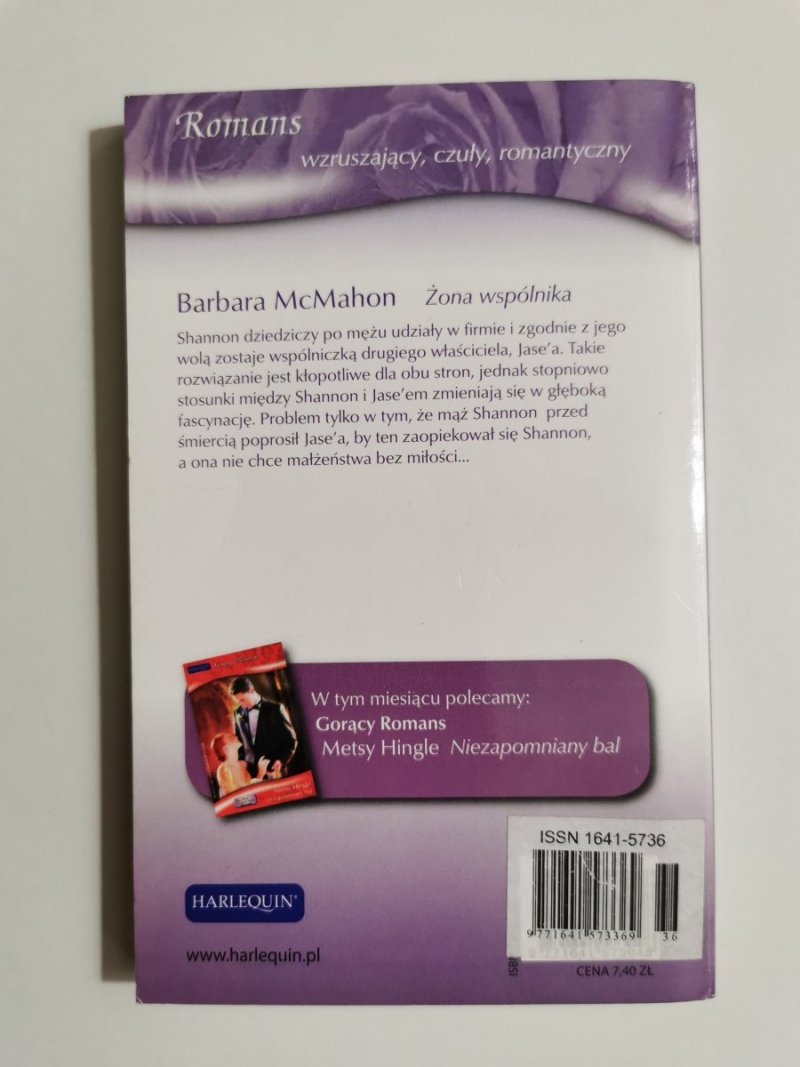 Romans
wzruszający, czuły, romantyczny
Barbara McMahon Żona wspólnika
Shannon dziedziczy po mężu udziały w firmie i zgodnie z jego
wolą zostaje wspólniczką drugiego właściciela, Jase’a. Takie
rozwiązanie jest kłopotliwe dla obu stron, jednak stopniowo
stosunki między Shannon i Jase’em zmieniają się w głęboką
fascynację. Problem tylko w tym, że mąż Shannon przed
śmiercią poprosił Jase’a, by ten zaopiekował się Shannon,
a ona nie chce małżeństwa bez miłości...
W tym miesiącu polecamy:
Gorący Romans
Metsy Hingle Niezapomniany bal
ISSN 1641-5736
9 771641 573369 36
HARLEQUIN®
www.harlequin.pl
ISBN
CENA 7,40 ZŁ